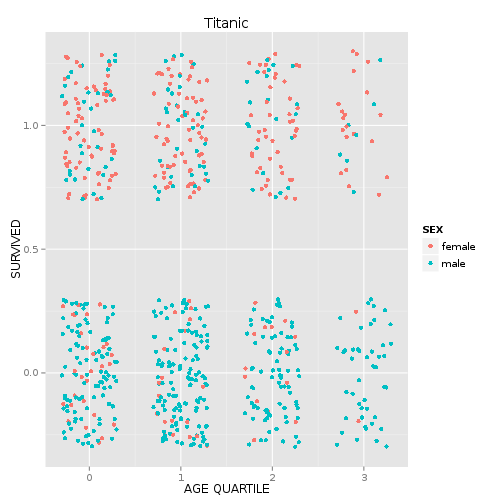 Titanic
SURVIVED
1.0
0.5
0.0
0 1 2 3
AGE QUARTILE
SEX
female
male